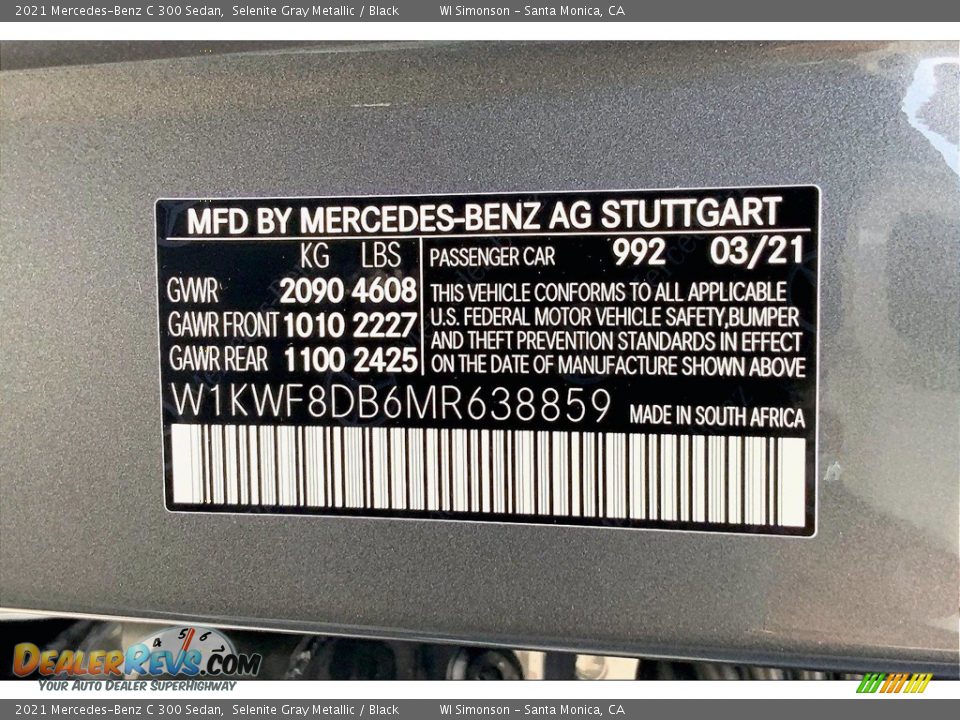 2021 Mercedes-Benz C 300 Sedan, Selenite Gray Metallic / Black WI Simonson - Santa Monica, CA
MFD BY MERCEDES-BENZ AG STUTTGART
KG LBS
GVWR 2090 4608
GAWR FRONT 1010 2227
GAWR REAR 1100 2425
PASSENGER CAR 992 03/21
THIS VEHICLE CONFORMS TO ALL APPLICABLE
U.S. FEDERAL MOTOR VEHICLE SAFETY,BUMPER
AND THEFT PREVENTION STANDARDS IN EFFECT
ON THE DATE OF MANUFACTURE SHOWN ABOVE
W1KWF8DB6MR638859 MADE IN SOUTH AFRICA
4 5 6
DealerRevs.com
Your Auto Dealer SuperHighway
2021 Mercedes-Benz C 300 Sedan, Selenite Gray Metallic / Black WI Simonson - Santa Monica, CA